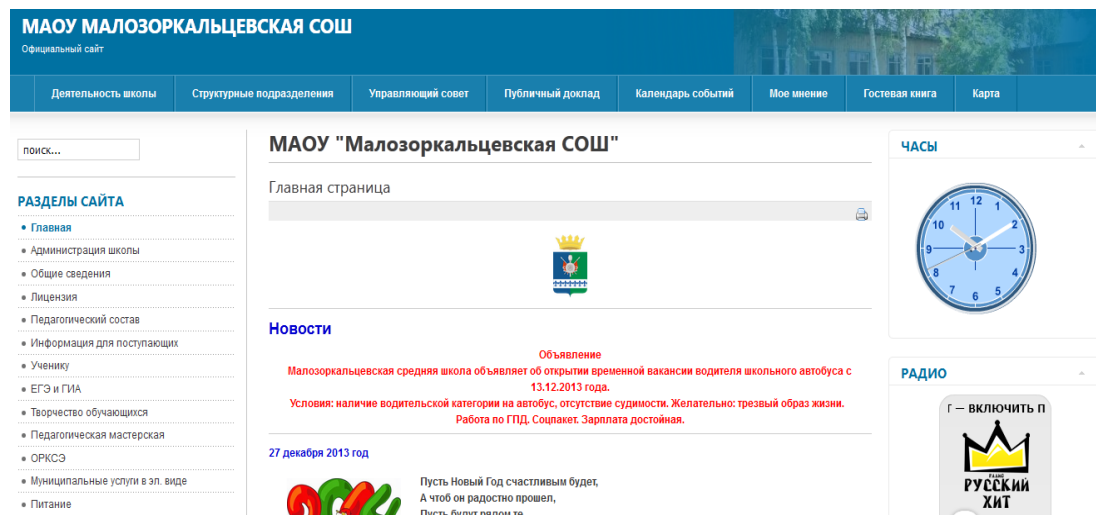 МАОУ МАЛОЗОРКАЛЬЦЕВСКАЯ СОШ
Официальный сайт
Деятельность школы
Структурные подразделения
Управляющий совет
Публичный доклад
Календарь событий
Мое мнение
Гостевая книга
Карта
поиск...
РАЗДЕЛЫ САЙТА
Главная
Администрация школы
Общие сведения
Лицензия
Педагогический состав
Информация для поступающих
Ученику
ЕГЭ и ГИА
Творчество обучающихся
Педагогическая мастерская
ОРКСЭ
Муниципальные услуги в эл. виде
Питание
МАОУ "Малозоркальцевская СОШ"
Главная страница
Новости
Объявление
Малозоркальцевская средняя школа объявляет об открытии временной вакансии водителя школьного автобуса с
13.12.2013 года.
Условия: наличие водительской категории на автобус, отсутствие судимости. Желательно: трезвый образ жизни.
Работа по ГПД. Соцпакет. Зарплата достойная.
27 декабря 2013 год
Пусть Новый Год счастливым будет,
А чтоб он радостно прошел,
Пусть будут рядом те
ЧАСЫ
12
1
2
3
4
5
6
7
8
9
10
11
РАДИО
Г — ВКЛЮЧИТЬ П
РАДИО
РУССКИЙ
ХИТ